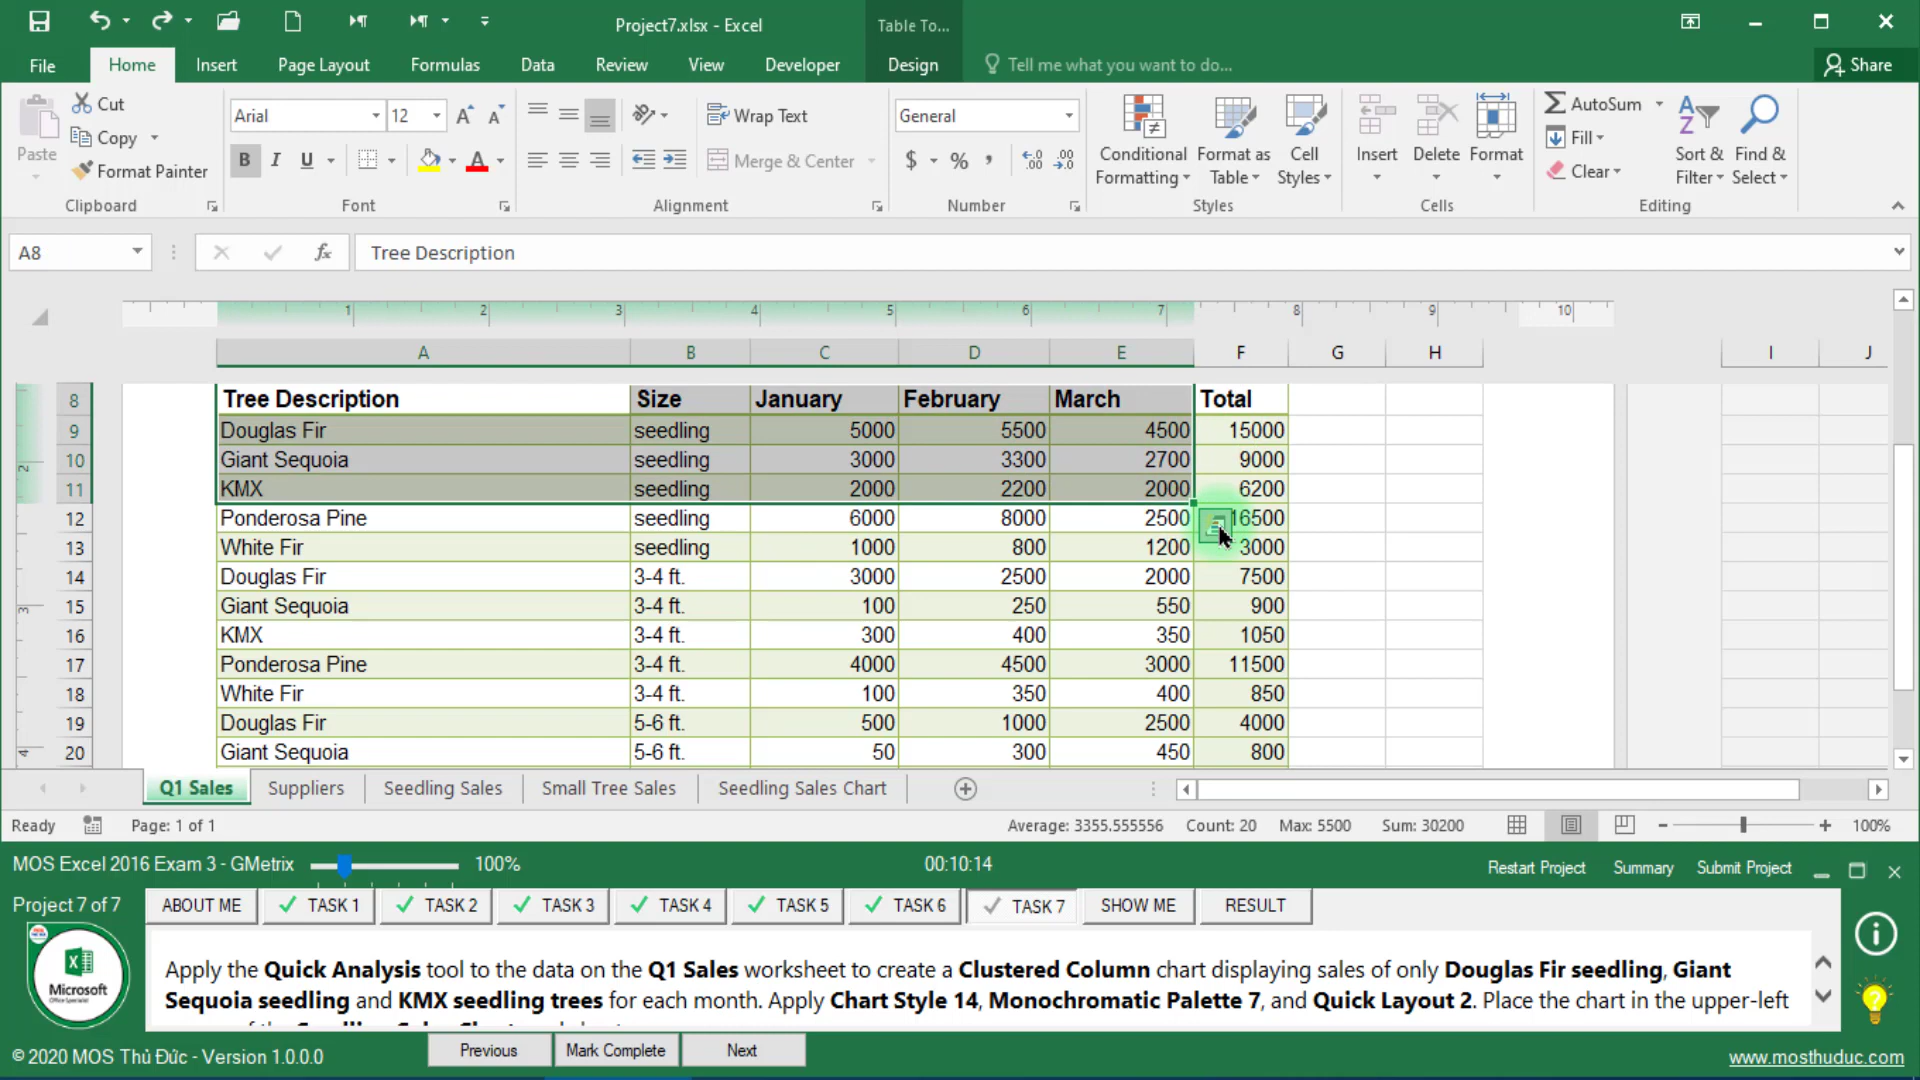 Project7.xlsx - Excel
Table To...
File
Home
Insert
Page Layout
Formulas
Data
Review
View
Developer
Design
Tell me what you want to do...
Share
Paste
Cut
Copy
Format Painter
Clipboard
Arial
12
B I U
Font
Wrap Text
Merge & Center
Alignment
General
$ % ,
Number
Conditional Formatting
Format as Table
Cell Styles
Styles
Insert
Delete
Format
Cells
AutoSum
Fill
Clear
Sort & Filter
Find & Select
Editing
A8
fx
Tree Description
1 2 3 4 5 6 7 8 9 10
A B C D E F G H I J
8 Tree Description Size January February March Total
9 Douglas Fir seedling 5000 5500 4500 15000
10 Giant Sequoia seedling 3000 3300 2700 9000
11 KMX seedling 2000 2200 2000 6200
12 Ponderosa Pine seedling 6000 8000 2500 16500
13 White Fir seedling 1000 800 1200 3000
14 Douglas Fir 3-4 ft. 3000 2500 2000 7500
15 Giant Sequoia 3-4 ft. 100 250 550 900
16 KMX 3-4 ft. 300 400 350 1050
17 Ponderosa Pine 3-4 ft. 4000 4500 3000 11500
18 White Fir 3-4 ft. 100 350 400 850
19 Douglas Fir 5-6 ft. 500 1000 2500 4000
20 Giant Sequoia 5-6 ft. 50 300 450 800
Q1 Sales
Suppliers
Seedling Sales
Small Tree Sales
Seedling Sales Chart
Ready
Page: 1 of 1
Average: 3355.555556
Count: 20
Max: 5500
Sum: 30200
100%
MOS Excel 2016 Exam 3 - GMetrix
100%
00:10:14
Restart Project
Summary
Submit Project
Project 7 of 7
ABOUT ME
TASK 1
TASK 2
TASK 3
TASK 4
TASK 5
TASK 6
TASK 7
SHOW ME
RESULT
Microsoft
Apply the Quick Analysis tool to the data on the Q1 Sales worksheet to create a Clustered Column chart displaying sales of only Douglas Fir seedling, Giant
Sequoia seedling and KMX seedling trees for each month. Apply Chart Style 14, Monochromatic Palette 7, and Quick Layout 2. Place the chart in the upper-left
© 2020 MOS Thủ Đức - Version 1.0.0.0
Previous
Mark Complete
Next
www.mosthuduc.com